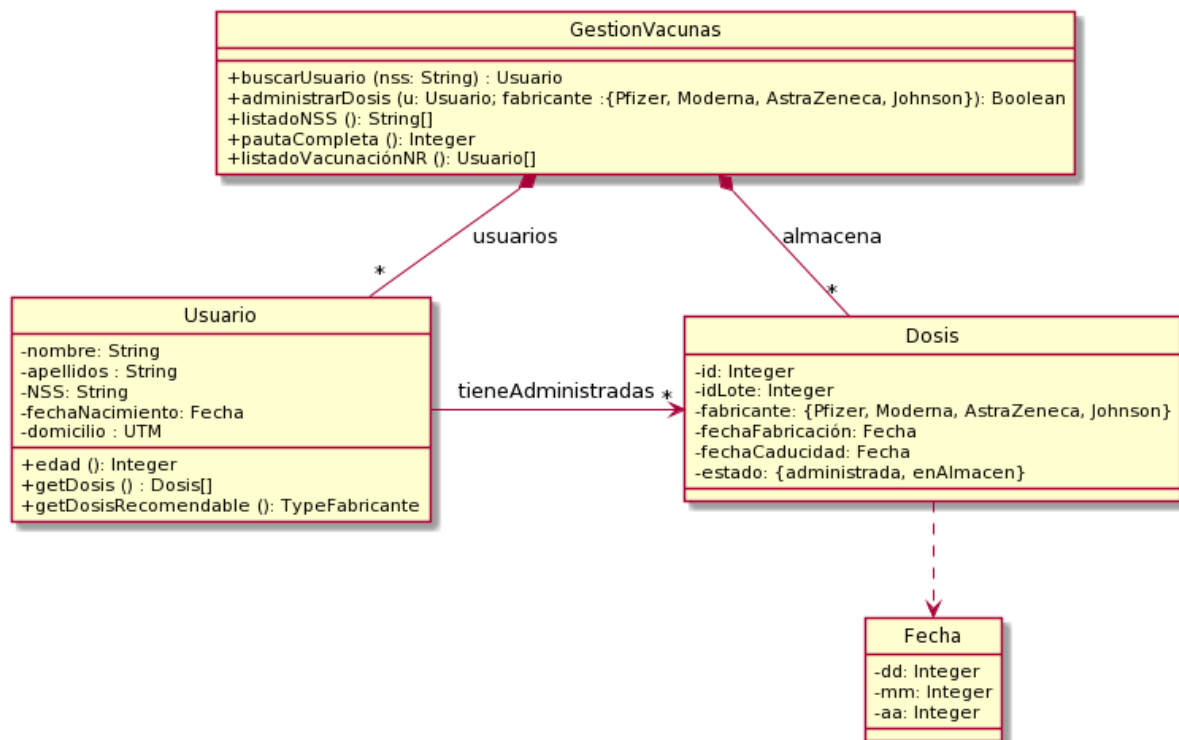 GestionVacunas
+buscarUsuario (nss: String) : Usuario
+administrarDosis (u: Usuario; fabricante :{Pfizer, Moderna, AstraZeneca, Johnson}): Boolean
+listadoNSS (): String[]
+pautaCompleta (): Integer
+listadoVacunaciónNR (): Usuario[]
usuarios
almacena
*
*
Usuario
-nombre: String
-apellidos : String
-NSS: String
-fechaNacimiento: Fecha
-domicilio : UTM
+edad (): Integer
+getDosis () : Dosis[]
+getDosisRecomendable (): TypeFabricante
tieneAdministradas
*
Dosis
-id: Integer
-idLote: Integer
-fabricante: {Pfizer, Moderna, AstraZeneca, Johnson}
-fechaFabricación: Fecha
-fechaCaducidad: Fecha
-estado: {administrada, enAlmacen}
Fecha
-dd: Integer
-mm: Integer
-aa: Integer